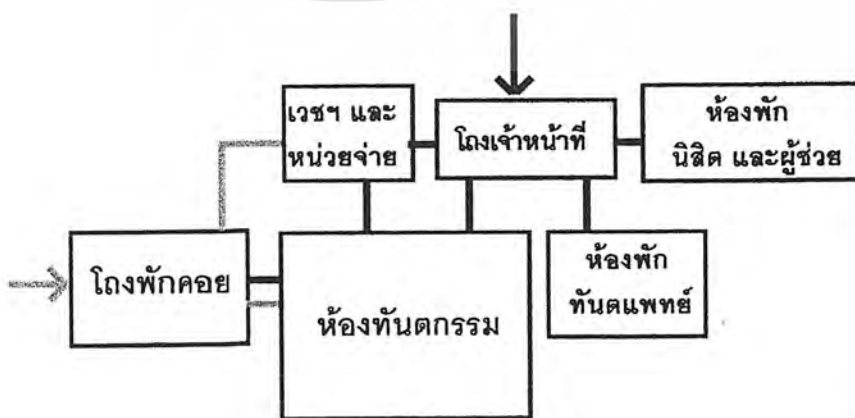 เวชฯ และ
หน่วยจ่าย
โถงเจ้าหน้าที่
ห้องพัก
นิสิต และผู้ช่วย
โถงพักคอย
ห้องทันตกรรม
ห้องพัก
ทันตแพทย์